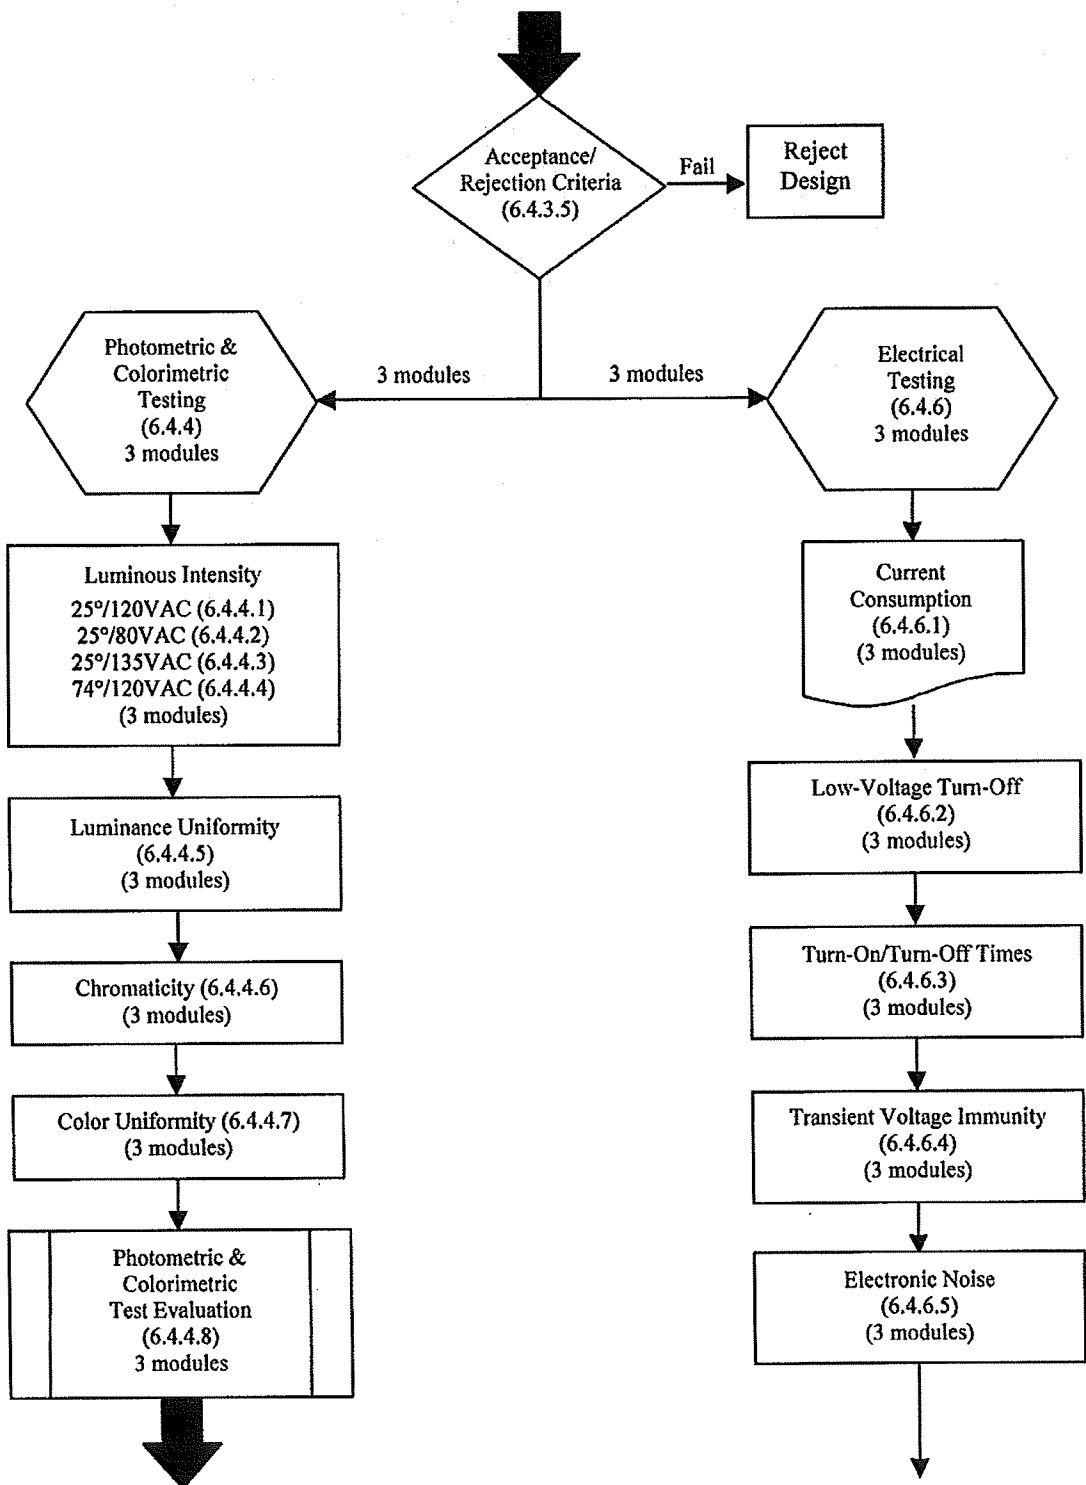 Acceptance/
Rejection Criteria
(6.4.3.5)
Fail
Reject
Design
Photometric &
Colorimetric
Testing
(6.4.4)
3 modules
3 modules
3 modules
Electrical
Testing
(6.4.6)
3 modules
Luminous Intensity
25°/120VAC (6.4.4.1)
25°/80VAC (6.4.4.2)
25°/135VAC (6.4.4.3)
74°/120VAC (6.4.4.4)
(3 modules)
Luminance Uniformity
(6.4.4.5)
(3 modules)
Chromaticity (6.4.4.6)
(3 modules)
Color Uniformity (6.4.4.7)
(3 modules)
Photometric &
Colorimetric
Test Evaluation
(6.4.4.8)
3 modules
Current
Consumption
(6.4.6.1)
(3 modules)
Low-Voltage Turn-Off
(6.4.6.2)
(3 modules)
Turn-On/Turn-Off Times
(6.4.6.3)
(3 modules)
Transient Voltage Immunity
(6.4.6.4)
(3 modules)
Electronic Noise
(6.4.6.5)
(3 modules)